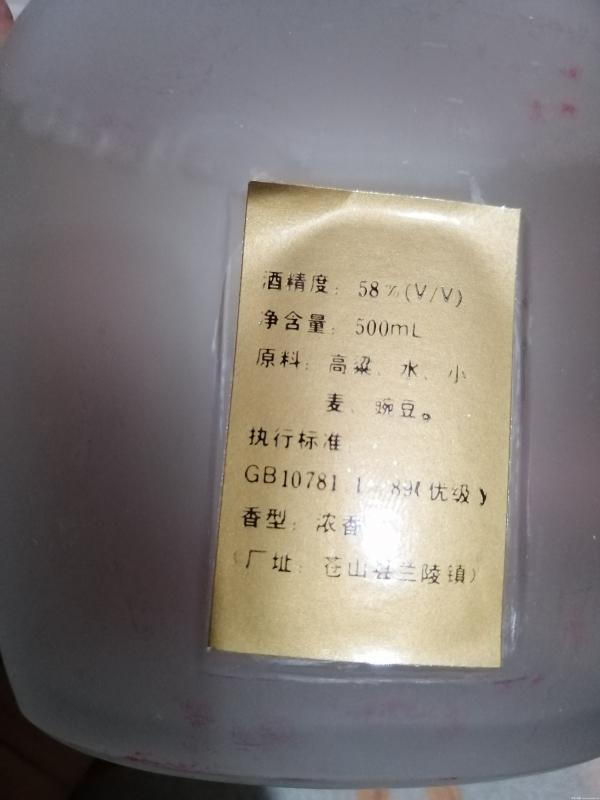 酒精度：58%(V/V)
净含量：500mL
原料：高粱、水、小
麦、豌豆。
执行标准
GB10781.1-89(优级)
香型：浓香
(厂址：苍山县兰陵镇)